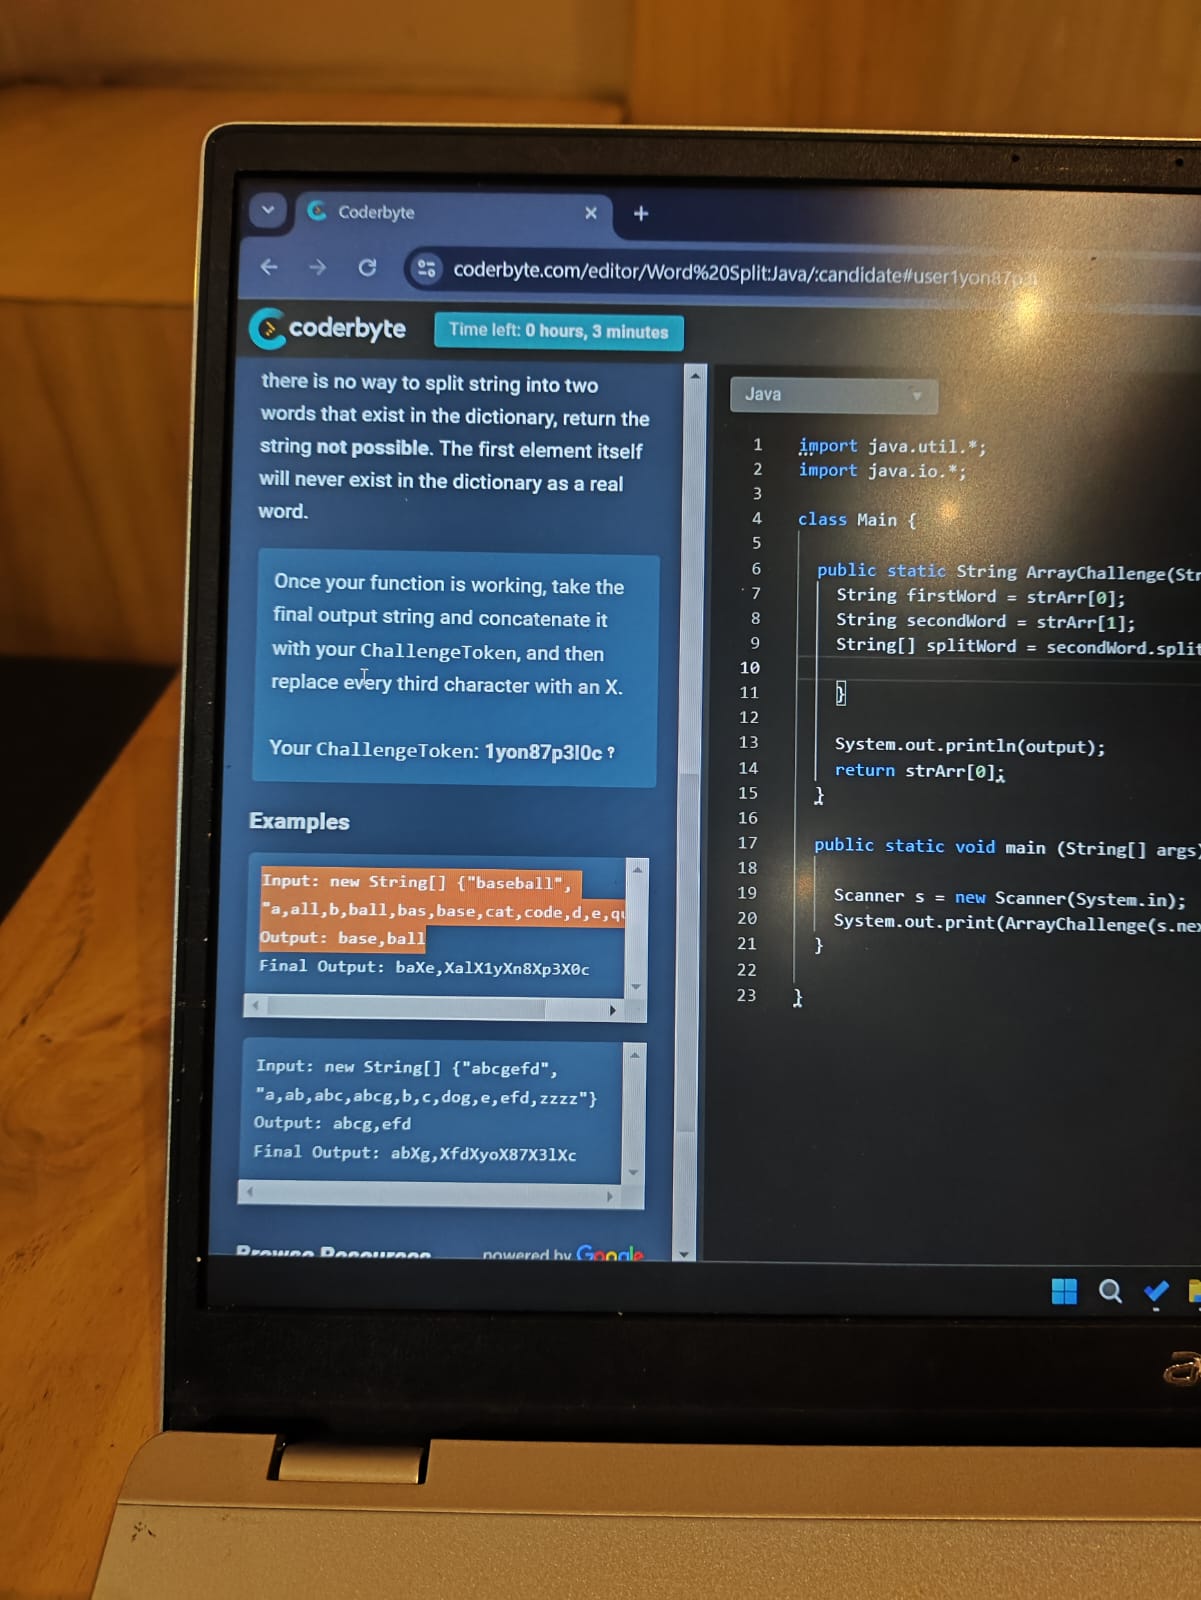 Coderbyte
coderbyte.com/editor/Word%20Split:Java/:candidate#user1yon87p3l
coderbyte
Time left: 0 hours, 3 minutes
there is no way to split string into two
words that exist in the dictionary, return the
string not possible. The first element itself
will never exist in the dictionary as a real
word.
Once your function is working, take the
final output string and concatenate it
with your ChallengeToken, and then
replace every third character with an X.
Your ChallengeToken: 1yon87p3l0c ?
Examples
Input: new String[] {"baseball",
"a,all,b,ball,bas,base,cat,code,d,e,qu
Output: base,ball
Final Output: baXe,XalX1yXn8Xp3X0c
Input: new String[] {"abcgefd",
"a,ab,abc,abcg,b,c,dog,e,efd,zzzz"}
Output: abcg,efd
Final Output: abXg,XfdXyoX87X3lXc
Browse Resources
powered by Google
Java
1 import java.util.*;
2 import java.io.*;
3
4 class Main {
5
6 public static String ArrayChallenge(Str
7 String firstWord = strArr[0];
8 String secondWord = strArr[1];
9 String[] splitWord = secondWord.split
10
11 }
12
13 System.out.println(output);
14 return strArr[0];
15 }
16
17 public static void main (String[] args)
18
19 Scanner s = new Scanner(System.in);
20 System.out.print(ArrayChallenge(s.nex
21 }
22
23 }